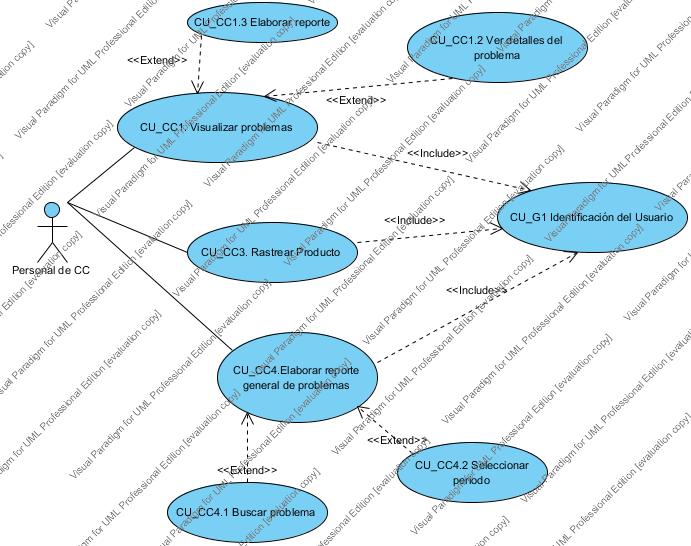 CU_CC1.3 Elaborar reporte
CU_CC1.2 Ver detalles del
problema
<<Extend>>
<<Extend>>
CU_CC1. Visualizar problemas
<<Include>>
CU_G1 Identificación del Usuario
<<Include>>
CU_CC3. Rastrear Producto
Personal de CC
<<Include>>
CU_CC4.Elaborar reporte
general de problemas
<<Extend>>
CU_CC4.2 Seleccionar
periodo
<<Extend>>
CU_CC4.1 Buscar problema
Visual Paradigm for UML Professional Edition [evaluation copy]